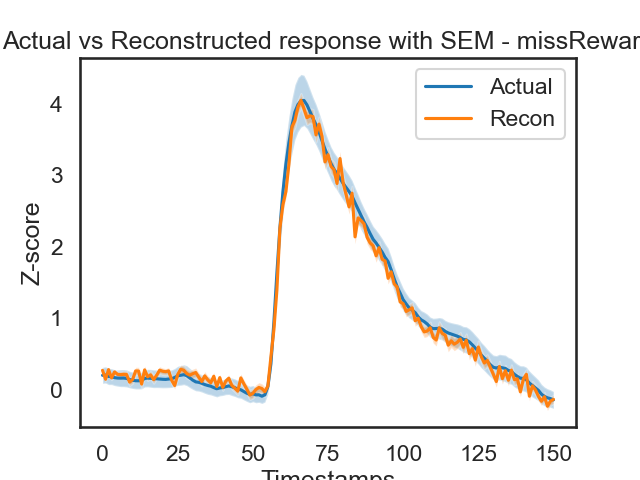 Actual vs Reconstructed response with SEM - missRewar
Actual
Recon
4
3
2
1
0
Z-score
0
25
50
75
100
125
150
Timestamps